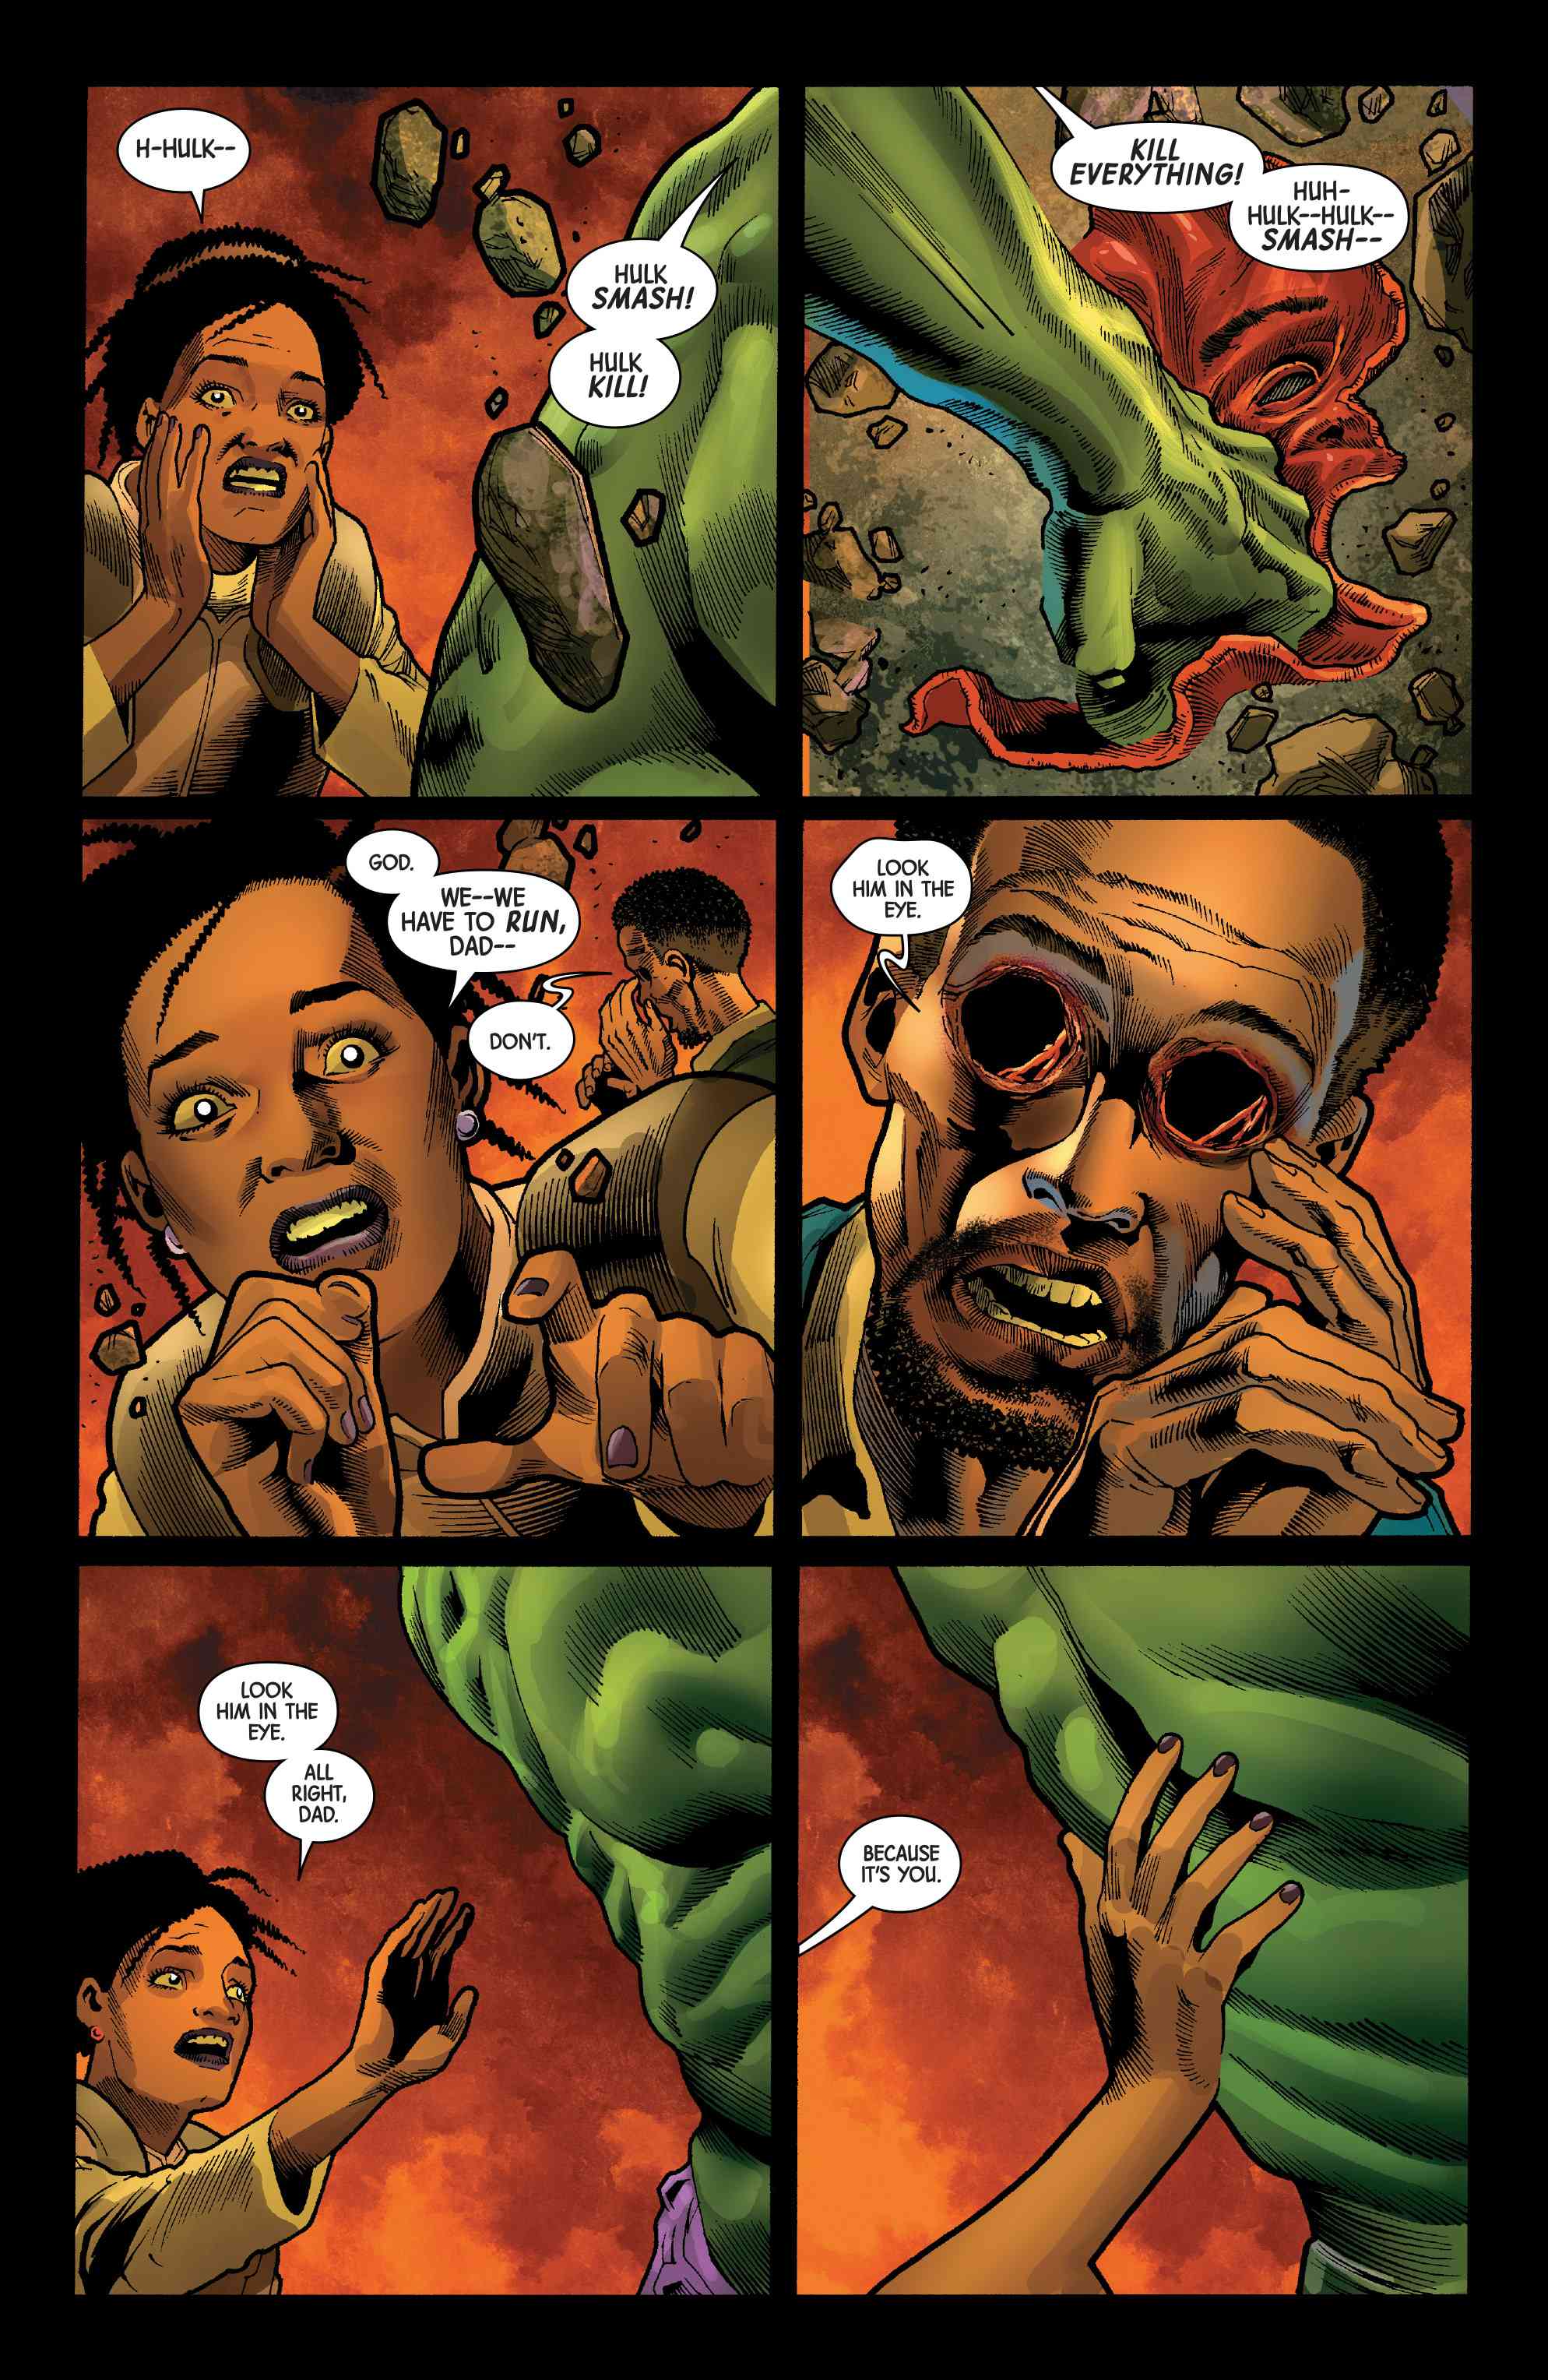 H-HULK--
HULK
SMASH!
HULK
KILL!
KILL
EVERYTHING!
HUH-
HULK--HULK--
SMASH--
GOD.
WE--WE
HAVE TO RUN,
DAD--
DON'T.
LOOK
HIM IN THE
EYE.
LOOK
HIM IN THE
EYE.
ALL
RIGHT,
DAD.
BECAUSE
IT'S YOU.